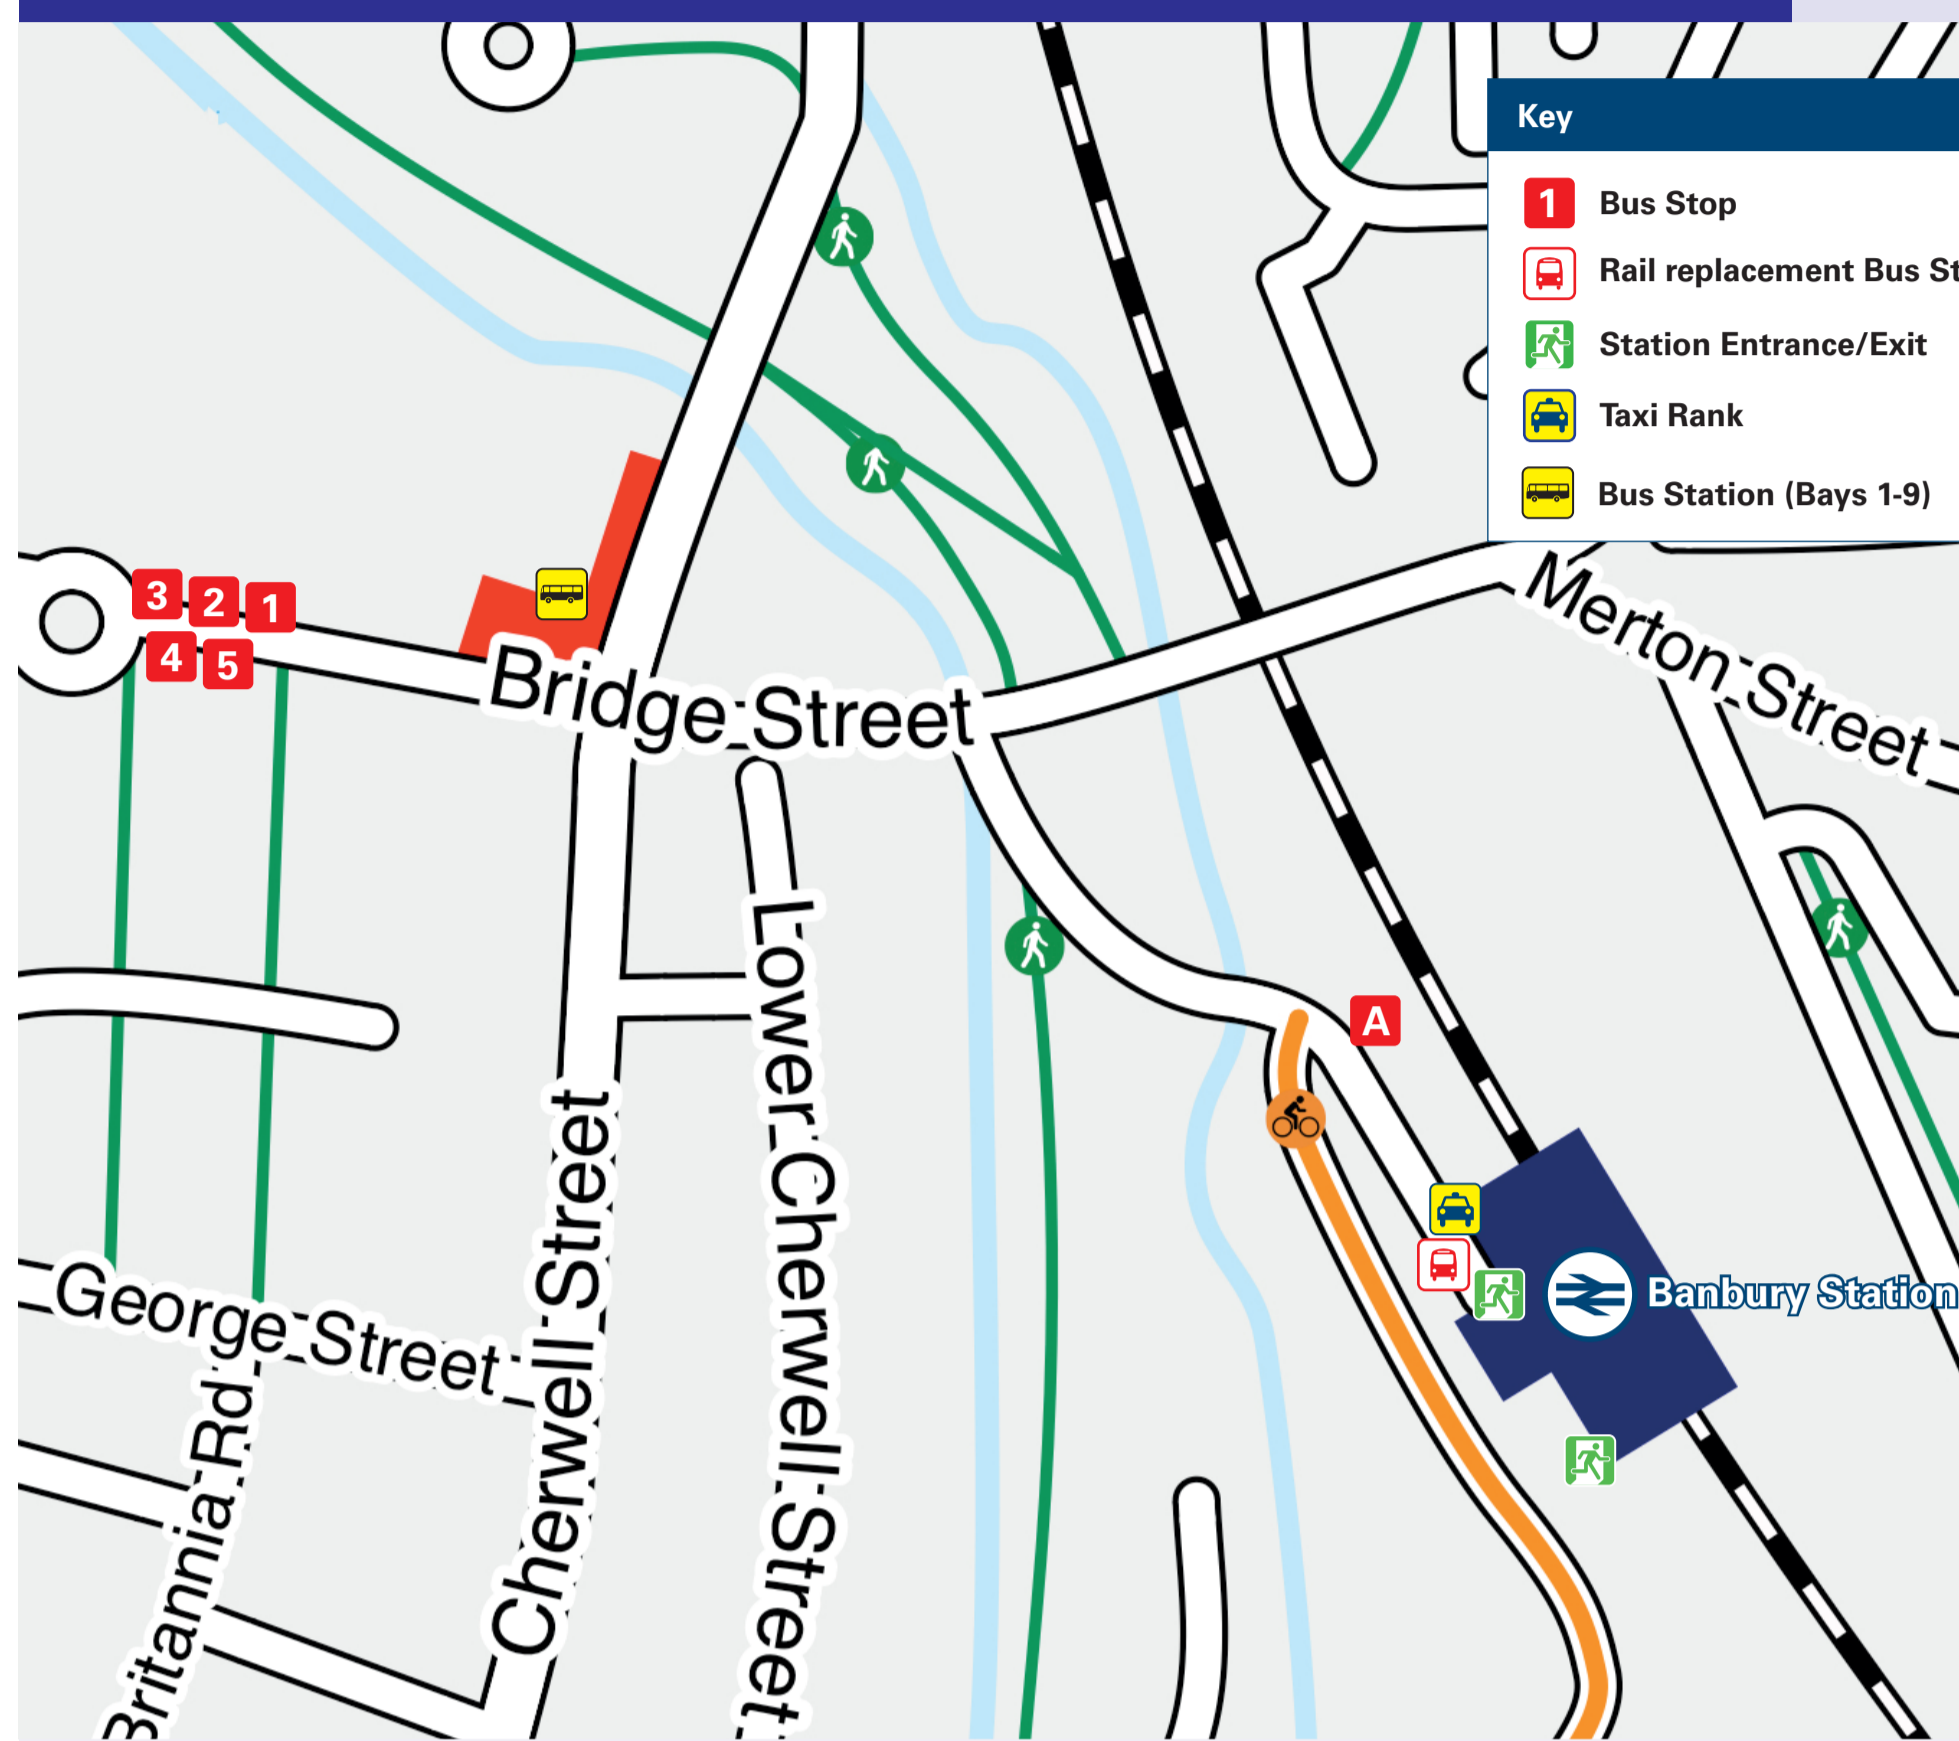 Key
1 Bus Stop
Rail replacement Bus St
Station Entrance/Exit
Taxi Rank
Bus Station (Bays 1-9)
3 2 1
4 5
Bridge Street
Merton Street
Lower Cherwell Street
A
Cherwell Street
Banbury Station
George Street
Britannia Rd